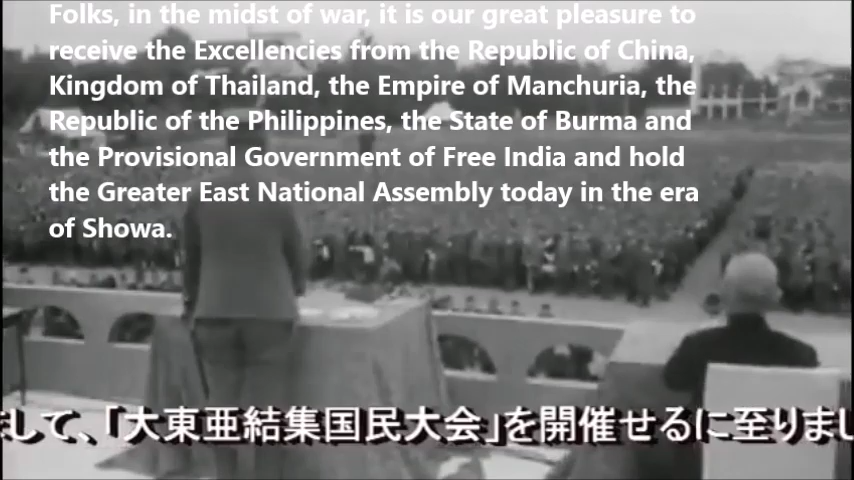 Folks, in the midst of war, it is our great pleasure to
receive the Excellencies from the Republic of China,
Kingdom of Thailand, the Empire of Manchuria, the
Republic of the Philippines, the State of Burma and
the Provisional Government of Free India and hold
the Greater East National Assembly today in the era
of Showa.
まして、｢大東亜結集国民大会｣を開催せるに至りまし